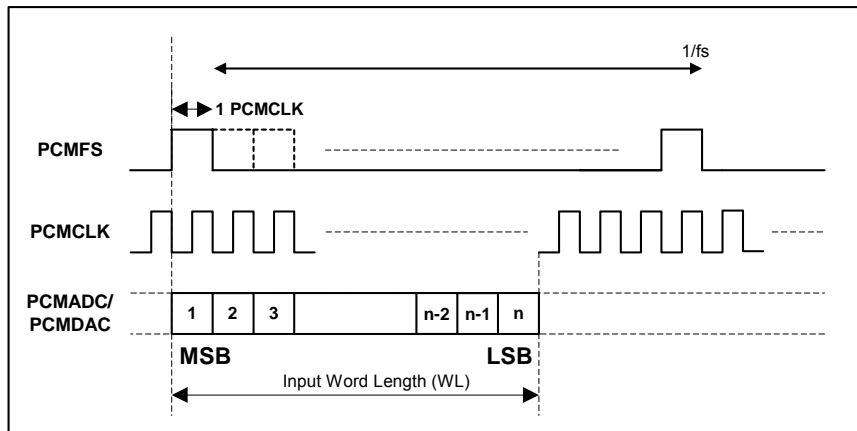 1/fs
1 PCMCLK
PCMFS
PCMCLK
PCMADC/
PCMDAC
1 2 3 n-2 n-1 n
MSB LSB
Input Word Length (WL)